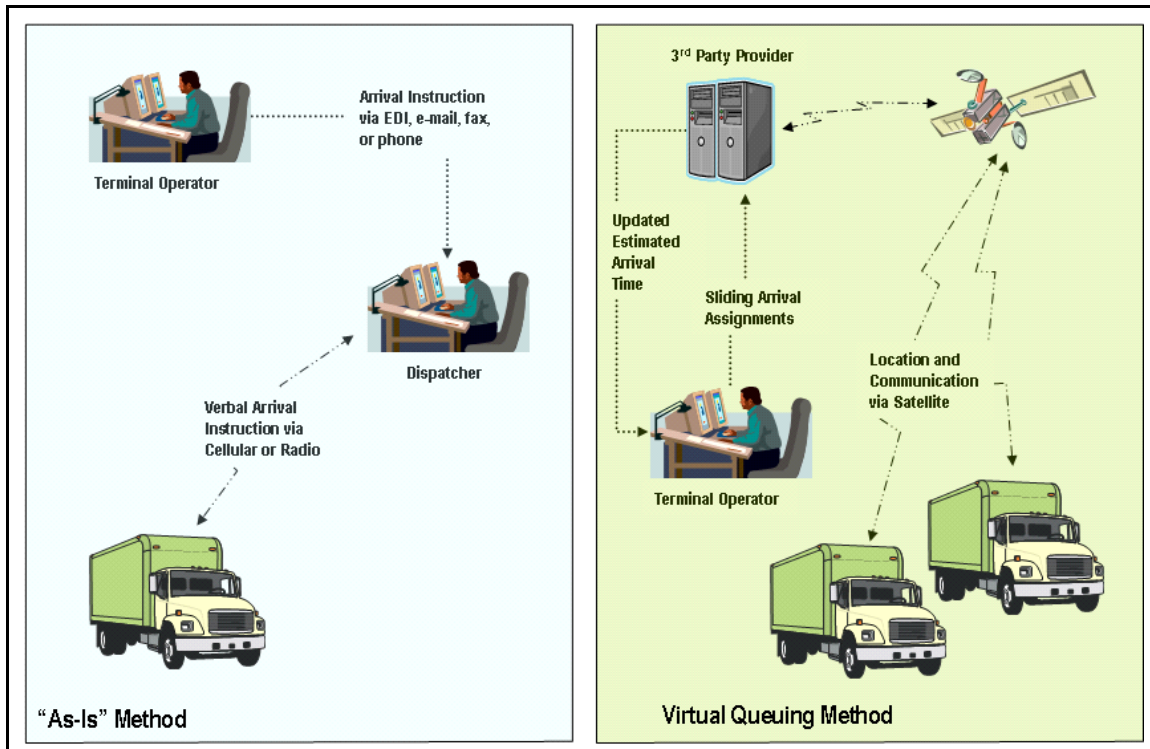 Arrival Instruction
via EDI, e-mail, fax,
or phone
Terminal Operator
Dispatcher
Verbal Arrival
Instruction via
Cellular or Radio
“As-Is” Method
3rd Party Provider
Updated
Estimated
Arrival
Time
Sliding Arrival
Assignments
Location and
Communication
via Satellite
Terminal Operator
Virtual Queuing Method